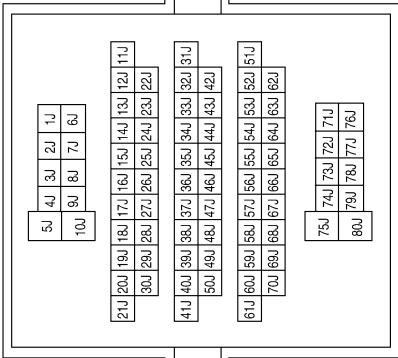 5J 4J 3J 2J 1J
10J 9J 8J 7J 6J
21J 20J 19J 18J 17J 16J 15J 14J 13J 12J 11J
30J 29J 28J 27J 26J 25J 24J 23J 22J
41J 40J 39J 38J 37J 36J 35J 34J 33J 32J 31J
50J 49J 48J 47J 46J 45J 44J 43J 42J
61J 60J 59J 58J 57J 56J 55J 54J 53J 52J 51J
70J 69J 68J 67J 66J 65J 64J 63J 62J
75J 74J 73J 72J 71J
80J 79J 78J 77J 76J